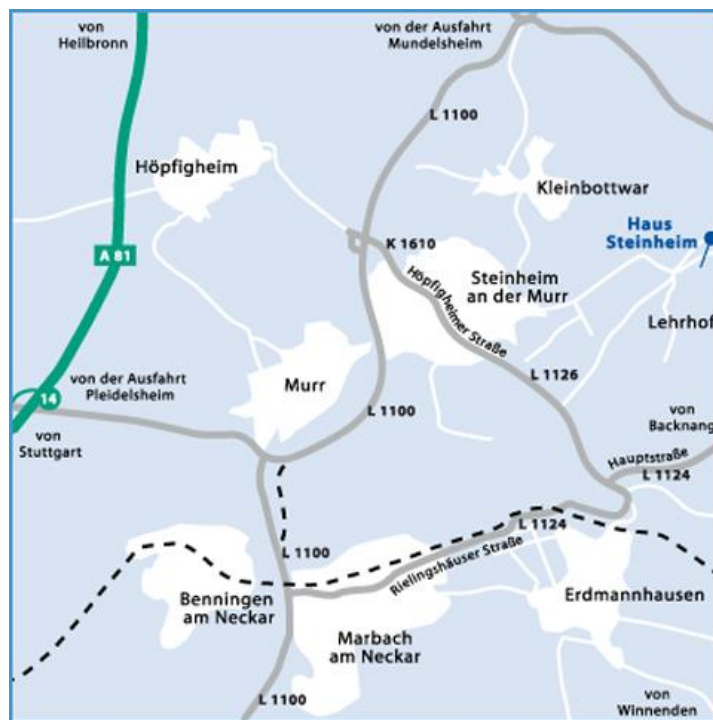 von
Heilbronn
von der Ausfahrt
Mundelsheim
L 1100
Höpfigheim
Kleinbottwar
Haus
Steinheim
K 1610
A 81
Steinheim
an der Murr
Höpfigheimer Straße
Lehrhof
von der Ausfahrt
Pleidelsheim
14
Murr
L 1126
L 1100
von
Stuttgart
von
Backnang
Hauptstraße
L 1124
L 1124
L 1100
Rielingshäuser Straße
Benningen
am Neckar
Erdmannhausen
Marbach
am Neckar
L 1100
von
Winnenden